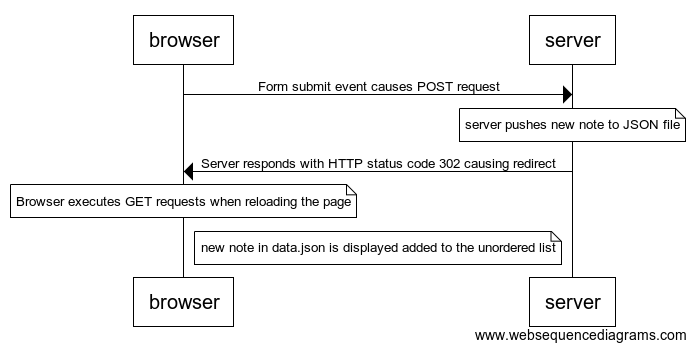 browser server
Form submit event causes POST request
server pushes new note to JSON file
Server responds with HTTP status code 302 causing redirect
Browser executes GET requests when reloading the page
new note in data.json is displayed added to the unordered list
browser server
www.websequencediagrams.com